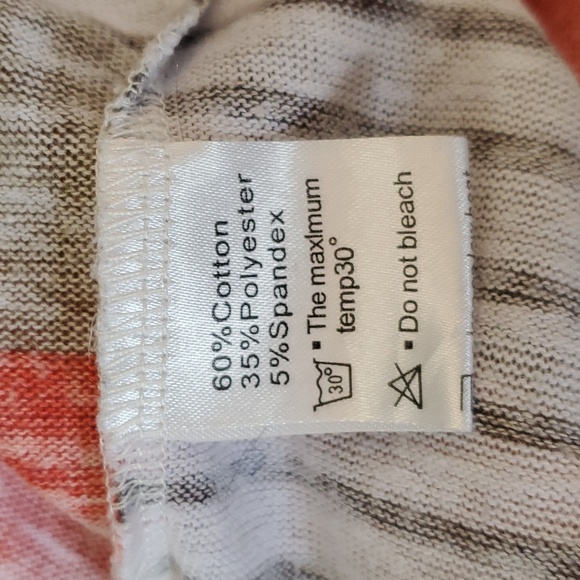 60%Cotton
35%Polyester
5%Spandex
30°
▪ The maxlmum
temp30°
▪ Do not bleach